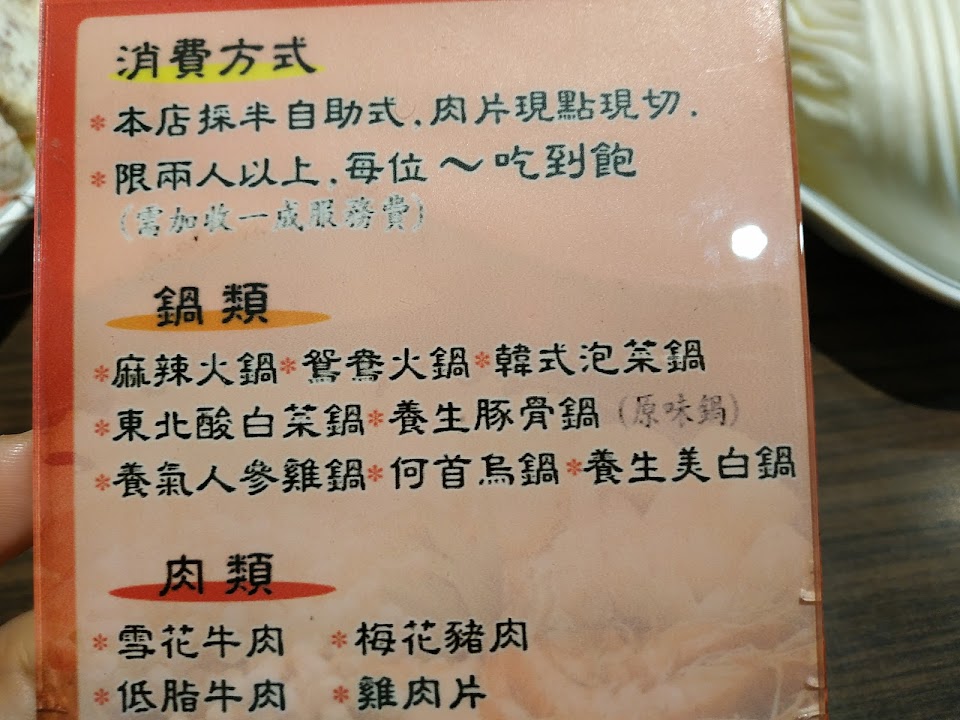 消費方式
*本店採半自助式,肉片現點現切.
*限兩人以上,每位～吃到飽
(需加收一成服務費)
鍋類
*麻辣火鍋*鴛鴦火鍋*韓式泡菜鍋
*東北酸白菜鍋*養生豚骨鍋(原味鍋)
*養氣人參雞鍋*何首烏鍋*養生美白鍋
肉類
*雪花牛肉 *梅花豬肉
*低脂牛肉 *雞肉片